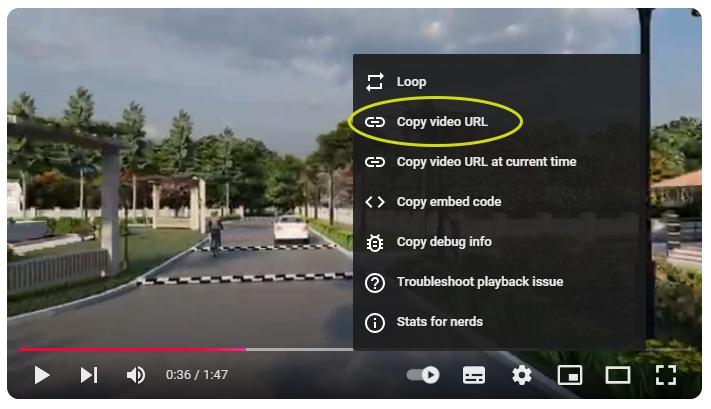 Loop
Copy video URL
Copy video URL at current time
Copy embed code
Copy debug info
Troubleshoot playback issue
Stats for nerds
0:36 / 1:47